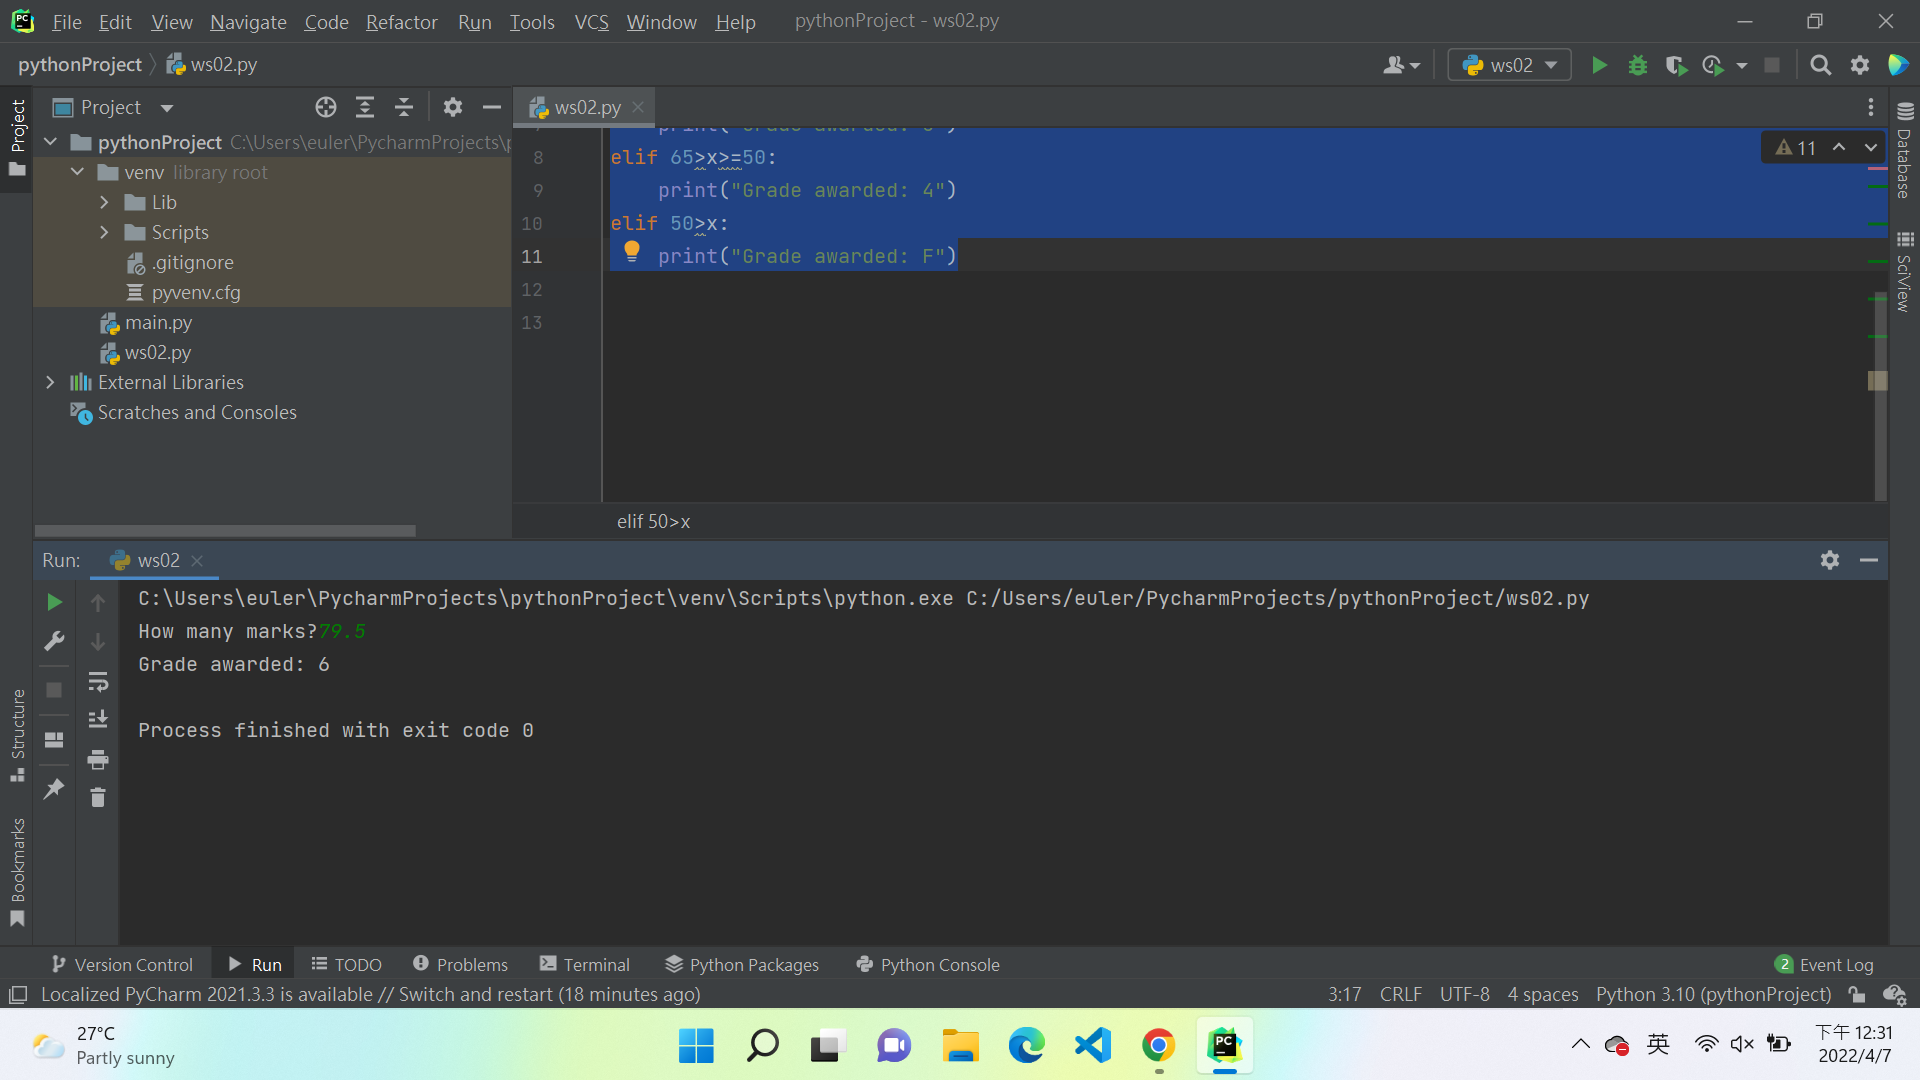 PC File Edit View Navigate Code Refactor Run Tools VCS Window Help pythonProject - ws02.py
pythonProject ws02.py ws02
Project ws02.py
Project
pythonProject C:\Users\euler\PycharmProjects\
venv library root
Lib
Scripts
.gitignore
pyvenv.cfg
main.py
ws02.py
External Libraries
Scratches and Consoles
8 elif 65>x>=50:
9 print("Grade awarded: 4")
10 elif 50>x:
11 print("Grade awarded: F")
12
13
11
elif 50>x
Database
SciView
Run: ws02
C:\Users\euler\PycharmProjects\pythonProject\venv\Scripts\python.exe C:/Users/euler/PycharmProjects/pythonProject/ws02.py
How many marks?79.5
Grade awarded: 6
Process finished with exit code 0
Structure
Bookmarks
Version Control Run TODO Problems Terminal Python Packages Python Console 2 Event Log
Localized PyCharm 2021.3.3 is available // Switch and restart (18 minutes ago) 3:17 CRLF UTF-8 4 spaces Python 3.10 (pythonProject)
27°C
Partly sunny
PC
英
下午 12:31
2022/4/7